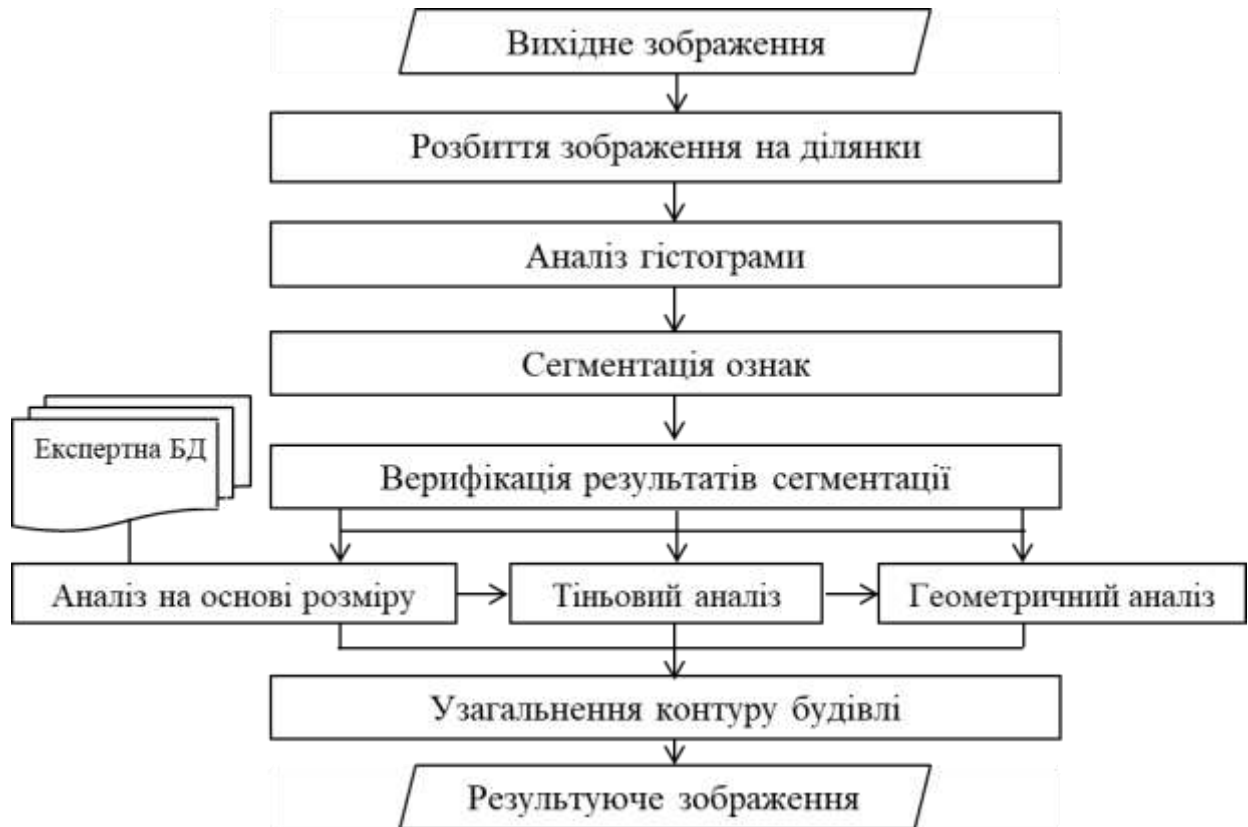 Вихідне зображення
Розбиття зображення на ділянки
Аналіз гістограми
Сегментація ознак
Експертна БД
Верифікація результатів сегментації
Аналіз на основі розміру
Тіньовий аналіз
Геометричний аналіз
Узагальнення контуру будівлі
Результуюче зображення